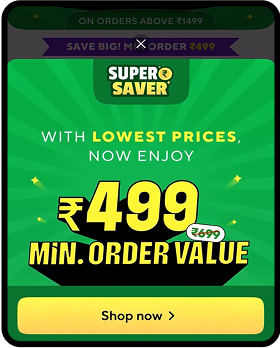 ON ORDERS ABOVE ₹1499
SAVE BIG! MIN ORDER ₹499
SUPER
SAVER
WITH LOWEST PRICES,
NOW ENJOY
₹499
₹699
MiN. ORDER VALUE
Shop now >